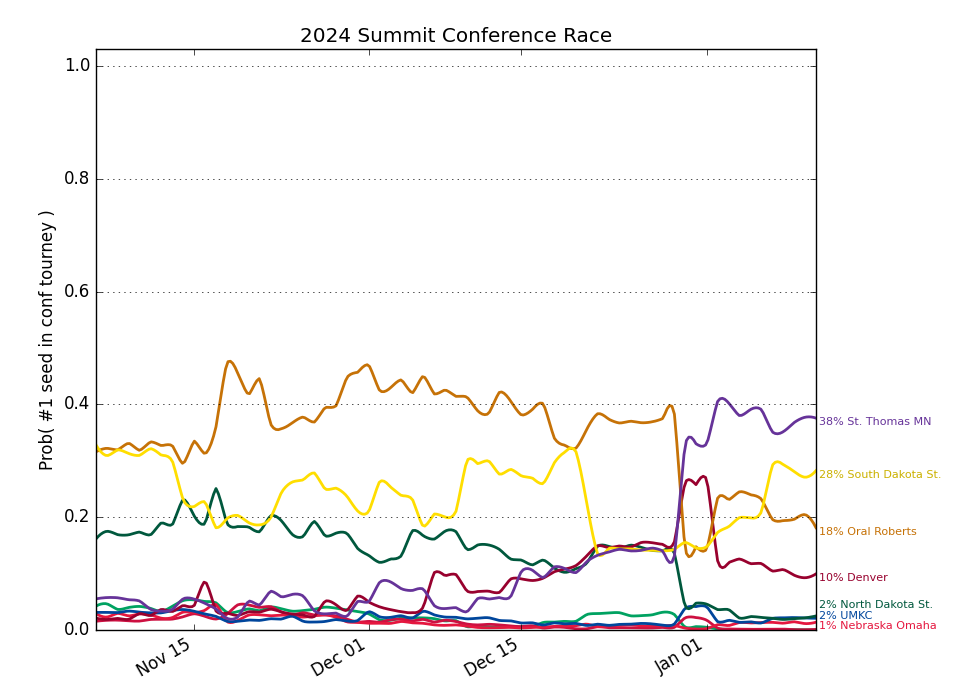 2024 Summit Conference Race
Prob( #1 seed in conf tourney )
1.0
0.8
0.6
0.4
0.2
0.0
38% St. Thomas MN
28% South Dakota St.
18% Oral Roberts
10% Denver
2% North Dakota St.
2% UMKC
1% Nebraska Omaha
Nov 15
Dec 01
Dec 15
Jan 01